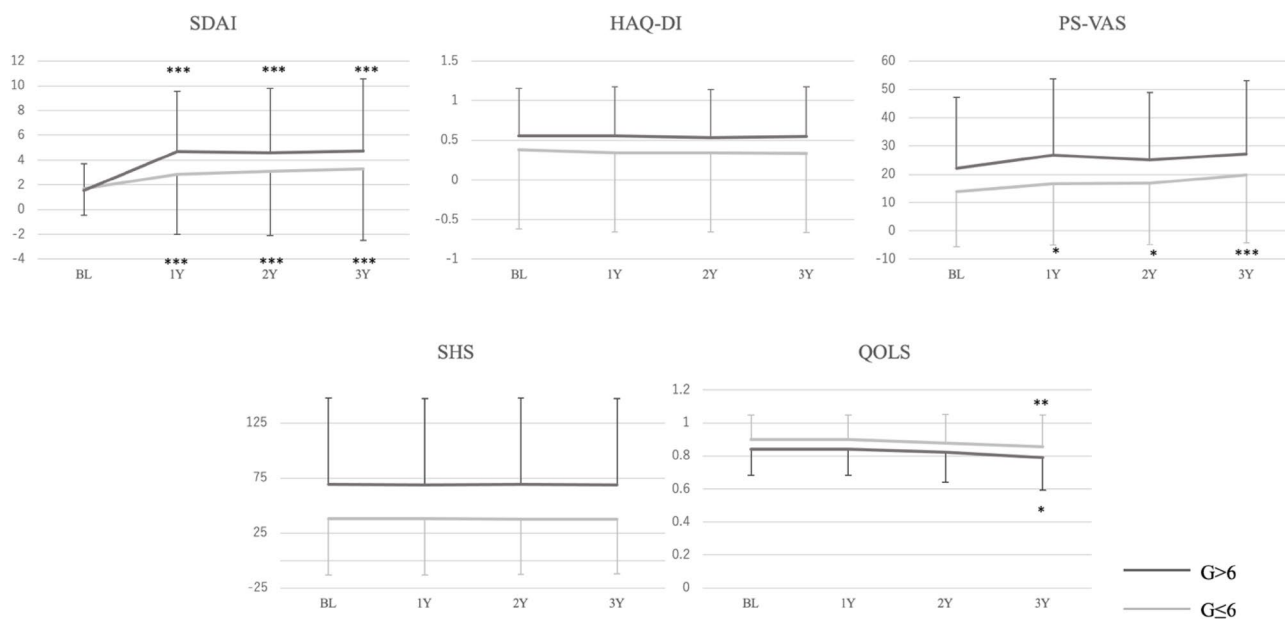 SDAI
HAQ-DI
PS-VAS
12
10
8
6
4
2
0
-2
-4
*** *** ***
*** *** ***
BL 1Y 2Y 3Y
1.5
1
0.5
0
-0.5
-1
BL 1Y 2Y 3Y
60
50
40
30
20
10
0
-10
* * ***
BL 1Y 2Y 3Y
SHS
QOLS
125
75
25
-25
BL 1Y 2Y 3Y
1.2
1
0.8
0.6
0.4
0.2
0
**
*
BL 1Y 2Y 3Y
G>6
G≤6